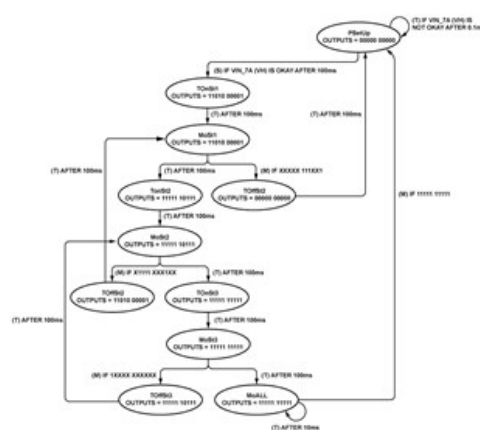 PSetUp
OUTPUTS = 00000 00000
(T) IF VIN_7A (VH) IS
NOT OKAY AFTER 0.1s
(S) IF VIN_7A (VH) IS OKAY AFTER 100ms
TOnSt1
OUTPUTS = 11010 00001
(T) AFTER 100ms
(T) AFTER 100ms
MoSt1
OUTPUTS = 11010 00001
(T) AFTER 100ms
(T) AFTER 100ms
(M) IF XXXXX 111XX1
TonSt2
OUTPUTS = 11111 10111
TOffSt2
OUTPUTS = 00000 00000
(M) IF 11111 11111
(T) AFTER 100ms
MoSt2
OUTPUTS = 11111 10111
(M) IF X1111 XXX1XX
(T) AFTER 100ms
TOffSt2
OUTPUTS = 11010 00001
TOnSt3
OUTPUTS = 11111 11111
(T) AFTER 100ms
(T) AFTER 100ms
MoSt3
OUTPUTS = 11111 11111
(M) IF 1XXXX XXXXXX
(T) AFTER 100ms
TOffSt3
OUTPUTS = 11111 10111
MoALL
OUTPUTS = 11111 11111
(T) AFTER 10ms